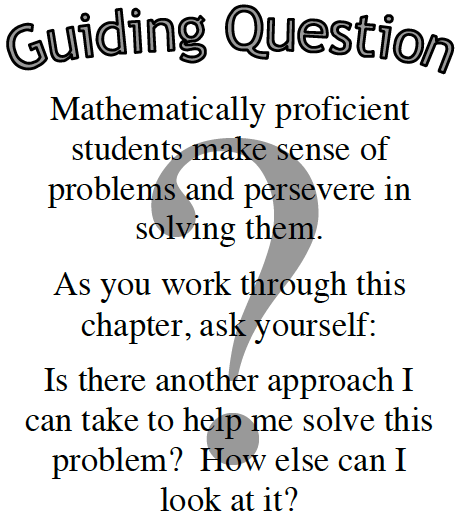 Guiding Question
Mathematically proficient
students make sense of
problems and persevere in
solving them.
As you work through this
chapter, ask yourself:
Is there another approach I
can take to help me solve this
problem?  How else can I
look at it?